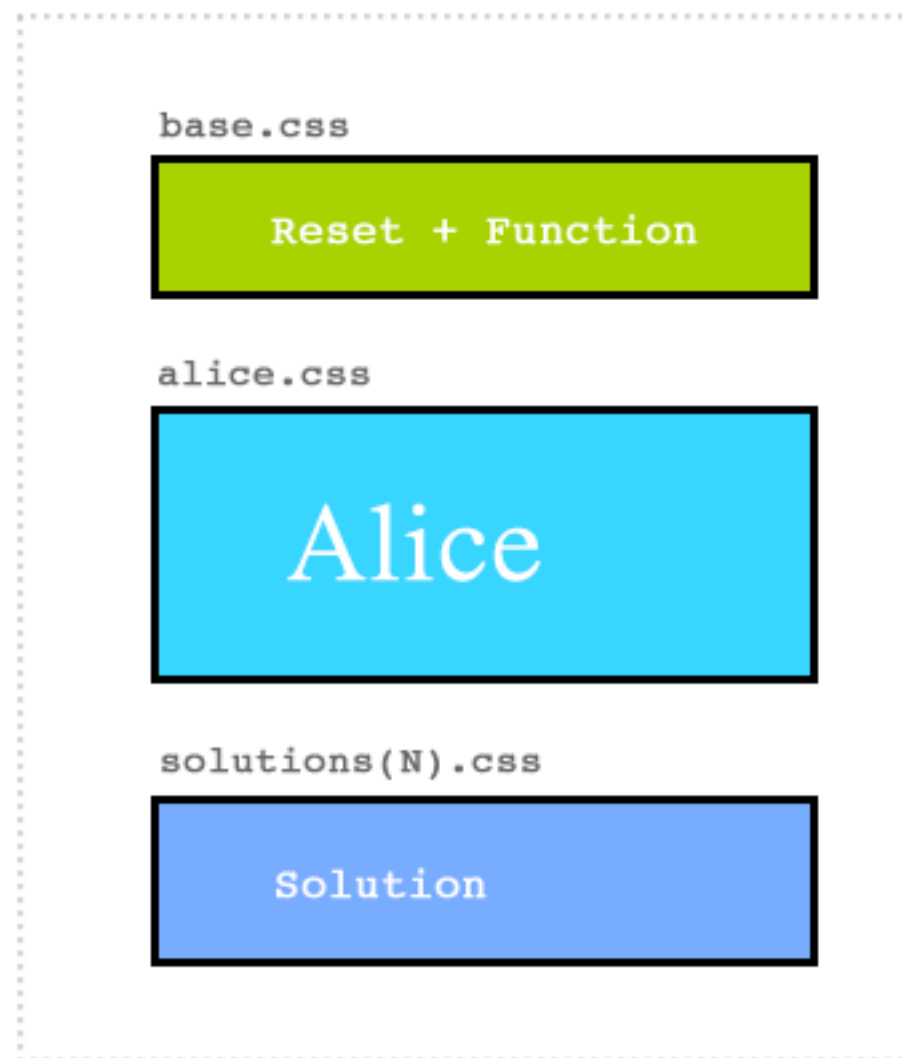 base.css
Reset + Function
alice.css
Alice
solutions(N).css
Solution